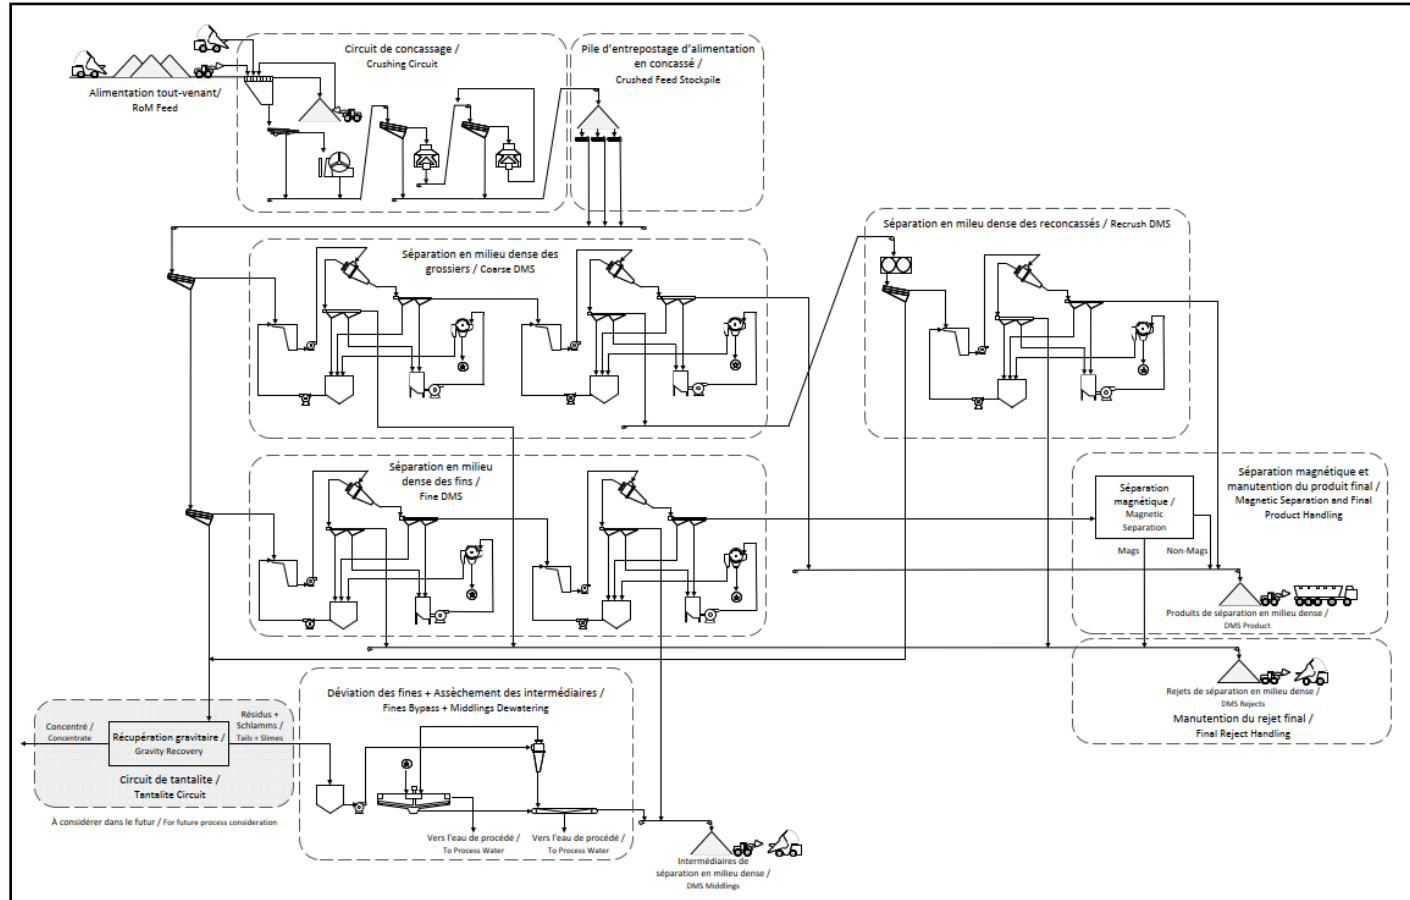 Circuit de concassage /
Crushing Circuit
Pile d'entrepostage d'alimentation
en concassé /
Crushed Feed Stockpile
Alimentation tout-venant/
RoM Feed
Séparation en milieu dense des
grossiers / Coarse DMS
Séparation en mileu dense des reconcassés / Recrush DMS
Séparation en milieu
dense des fins /
Fine DMS
Séparation magnétique et
manutention du produit final /
Magnetic Separation and Final
Product Handling
Séparation
magnétique /
Magnetic
Separation
Mags
Non-Mags
Produits de séparation en milieu dense /
DMS Product
Rejets de séparation en milieu dense /
DMS Rejects
Manutention du rejet final /
Final Reject Handling
Déviation des fines + Assèchement des intermédiaires /
Fines Bypass + Middlings Dewatering
Concentré /
Concentrate
Récupération gravitaire /
Gravity Recovery
Résidus +
Schlamms /
Tails + Slimes
Circuit de tantalite /
Tantalite Circuit
À considérer dans le futur / For future process consideration
Vers l'eau de procédé /
To Process Water
Vers l'eau de procédé /
To Process Water
Intermédiaires de
séparation en milieu dense /
DMS Middlings